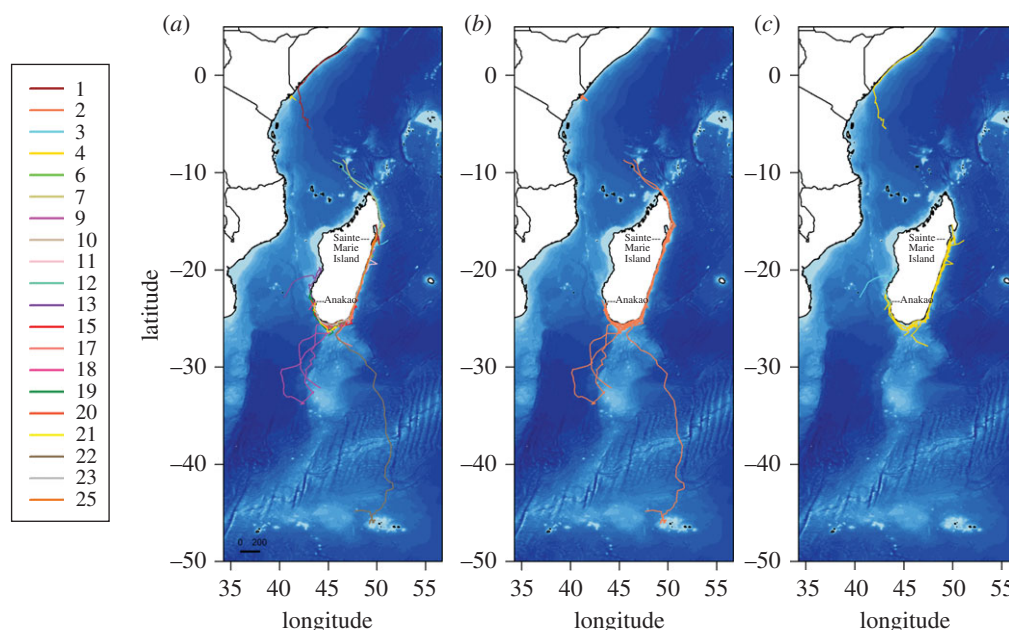 (a)
(b)
(c)
1
2
3
4
6
7
9
10
11
12
13
15
17
18
19
20
21
22
23
25
latitude
0
–10
–20
–30
–40
–50
Sainte---
Marie
Island
---Anakao
0 200
35 40 45 50 55
longitude
0
–10
–20
–30
–40
–50
Sainte---
Marie
Island
---Anakao
35 40 45 50 55
longitude
0
–10
–20
–30
–40
–50
Sainte---
Marie
Island
---Anakao
35 40 45 50 55
longitude